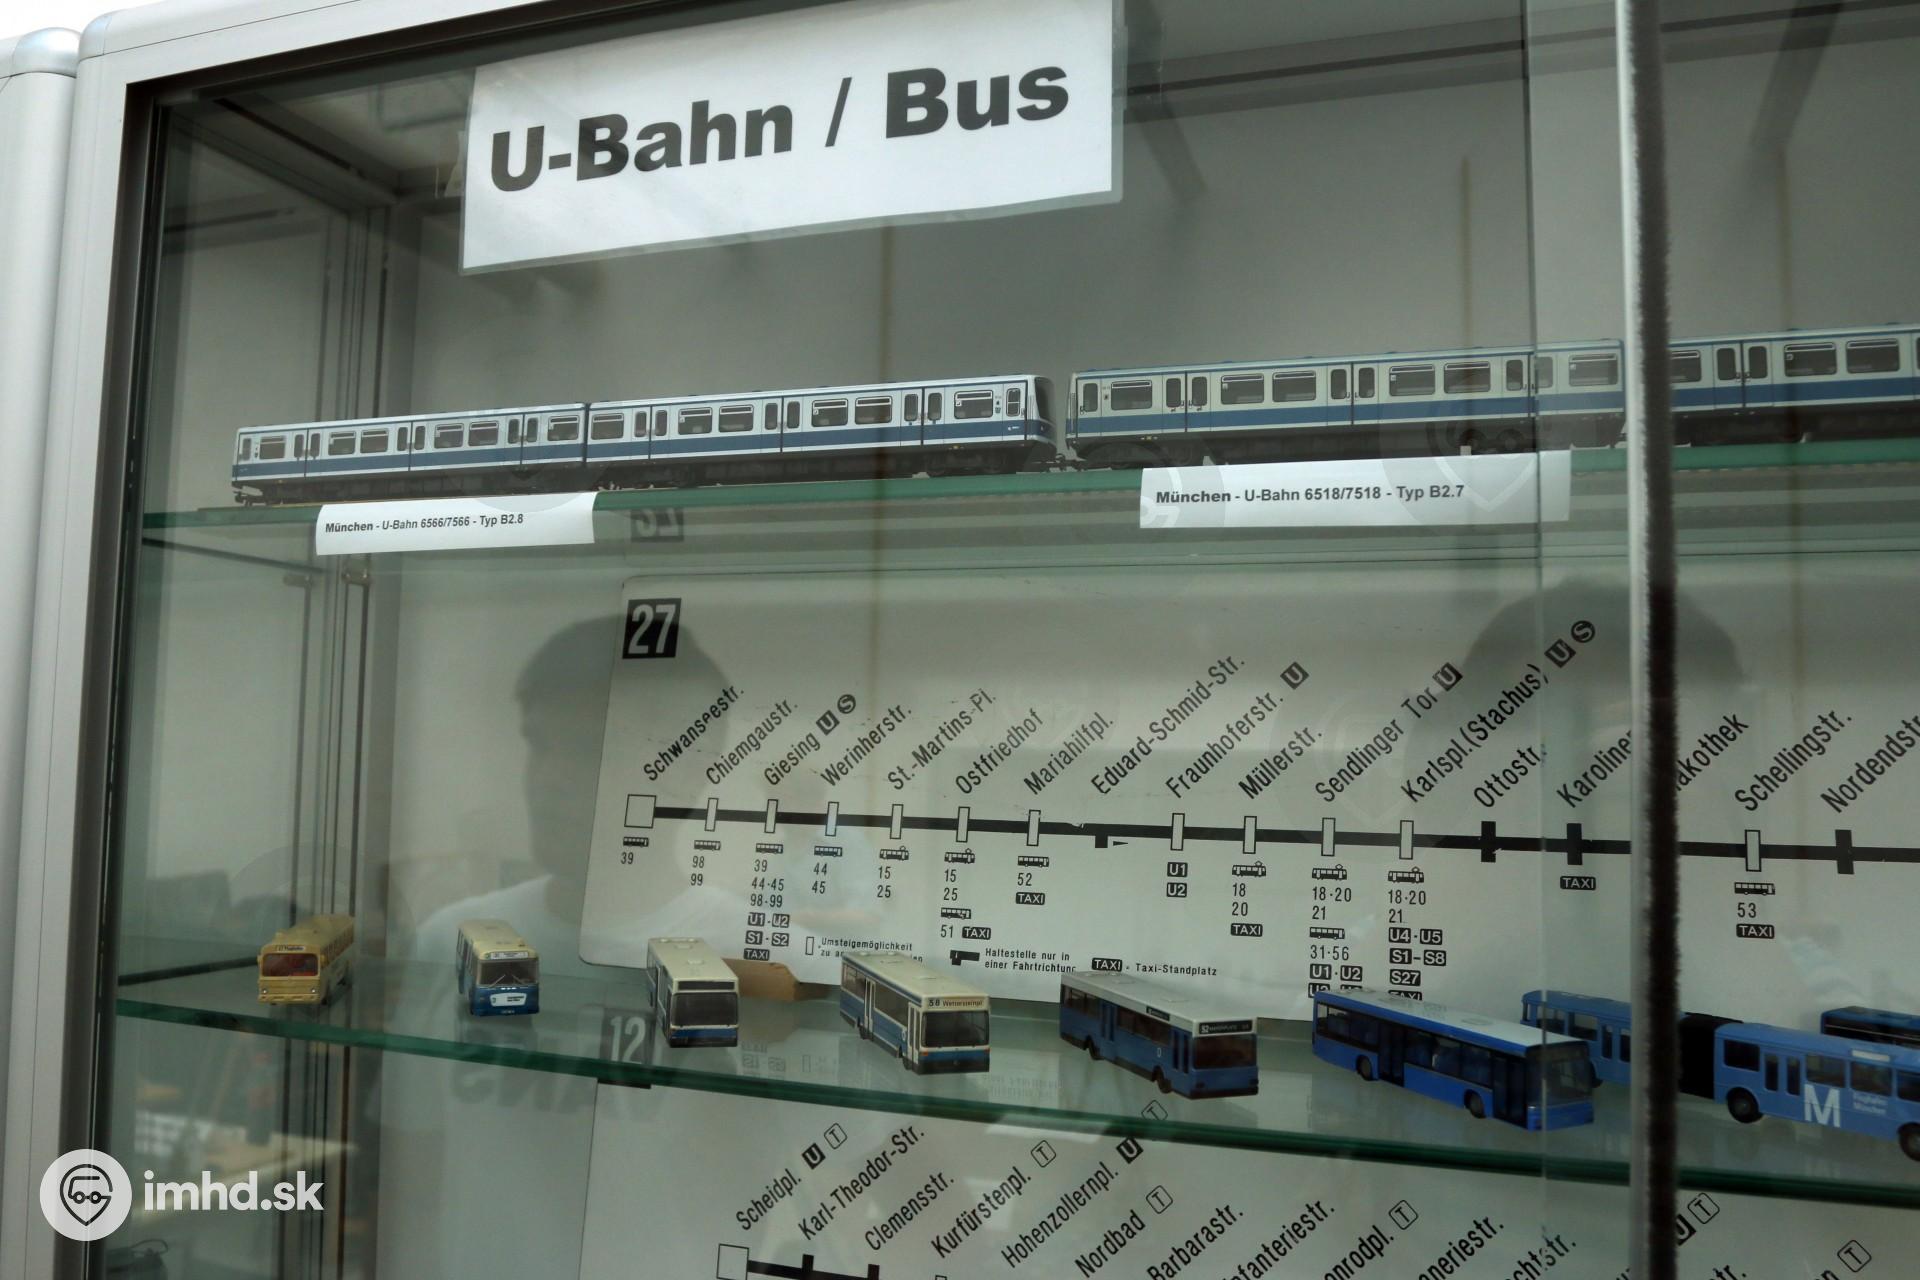 U-Bahn / Bus
München - U-Bahn 6566/7566 - Typ B2.8
München - U-Bahn 6518/7518 - Typ B2.7
27
Schwanseestr.
Chiemgaustr.
Giesing U S
Werinherstr.
St.-Martins-Pl.
Ostfriedhof
Mariahilfpl.
Eduard-Schmid-Str.
Fraunhoferstr. U
Müllerstr.
Sendlinger Tor U
Karlspl.(Stachus) U S
Ottostr.
Schellingstr.
39
98
99
39
44·45
98·99
U1·U2
S1-S2
TAXI
44
45
15
25
15
25
51 TAXI
52
TAXI
U1
U2
18
20
TAXI
18·20
21
31·56
U1·U2
18·20
21
U4·U5
S1-S8
S27
TAXI
TAXI
53
TAXI
Umsteigemöglichkeit
Haltestelle nur in
einer Fahrtrichtung
TAXI = Taxi-Standplatz
58
M
12
Scheidpl. U T
Karl-Theodor-Str.
Clemensstr.
Kurfürstenpl. T
Hohenzollernpl. U T
Nordbad T
Barbarastr.
imhd.sk